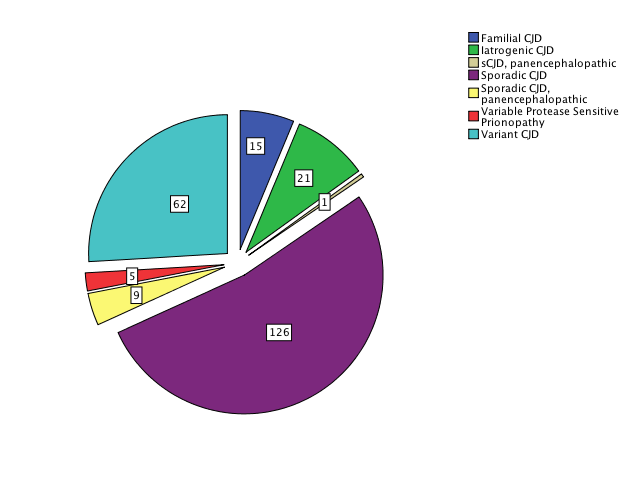 Familial CJD
Iatrogenic CJD
sCJD, panencephalopathic
Sporadic CJD
Sporadic CJD,
panencephalopathic
Variable Protease Sensitive
Prionopathy
Variant CJD
15
21
1
62
5
9
126